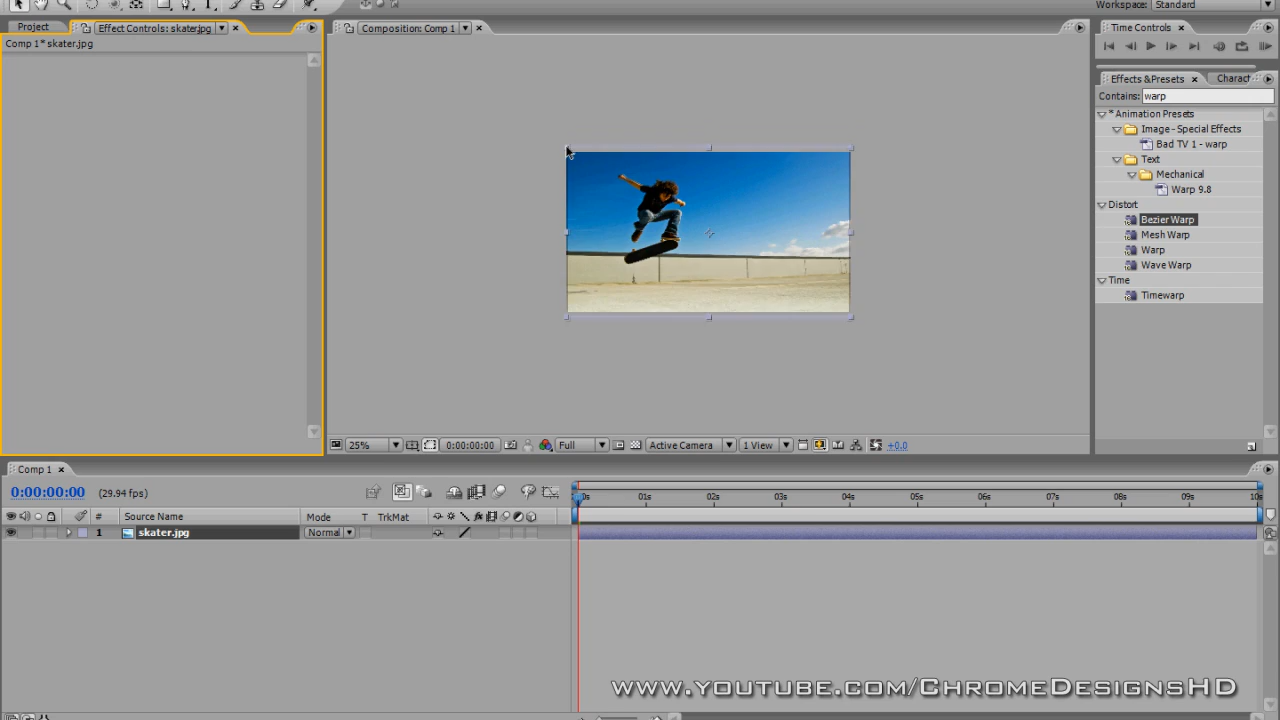 Workspace: Standard
Project
Effect Controls: skater.jpg
Comp 1* skater.jpg
Composition: Comp 1
Time Controls
Effects & Presets
Charact
Contains: warp
* Animation Presets
Image - Special Effects
Bad TV 1 - warp
Text
Mechanical
Warp 9.8
Distort
Bezier Warp
Mesh Warp
Warp
Wave Warp
Time
Timewarp
25%
0:00:00:00
Full
Active Camera
1 View
+0.0
Comp 1
0:00:00:00 (29.94 fps)
0s 01s 02s 03s 04s 05s 06s 07s 08s 09s 10s
# Source Name Mode T TrkMat
1 skater.jpg Normal
www.youtube.com/ChromeDesignsHD